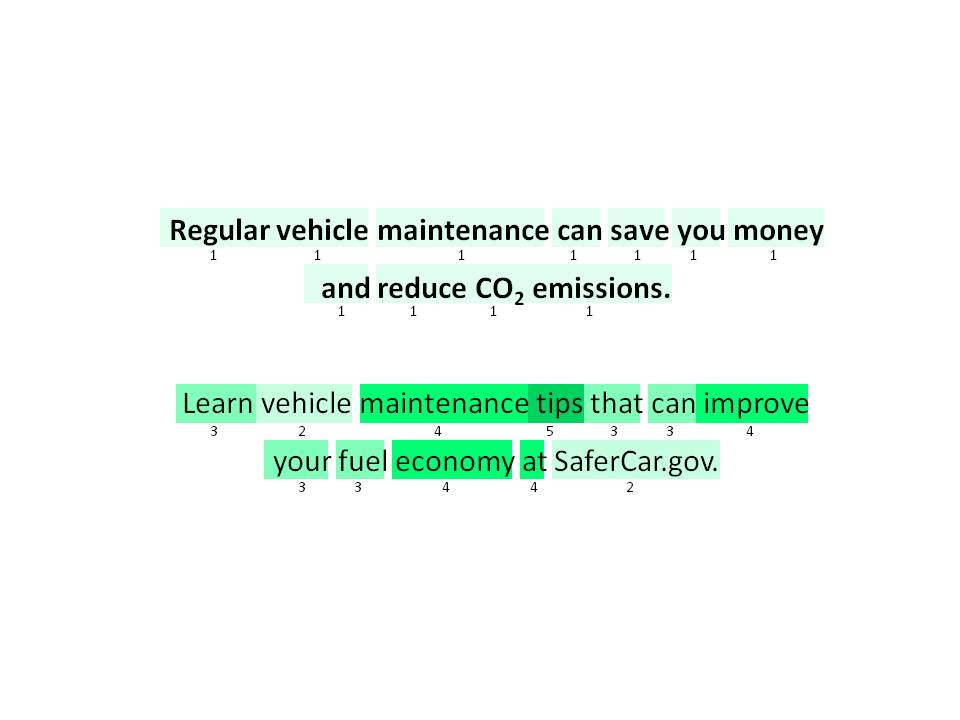 Regular vehicle maintenance can save you money
1 1 1 1 1 1 1
and reduce CO₂ emissions.
1 1 1 1
Learn vehicle maintenance tips that can improve
3 2 4 5 3 3 4
your fuel economy at SaferCar.gov.
3 3 4 4 2